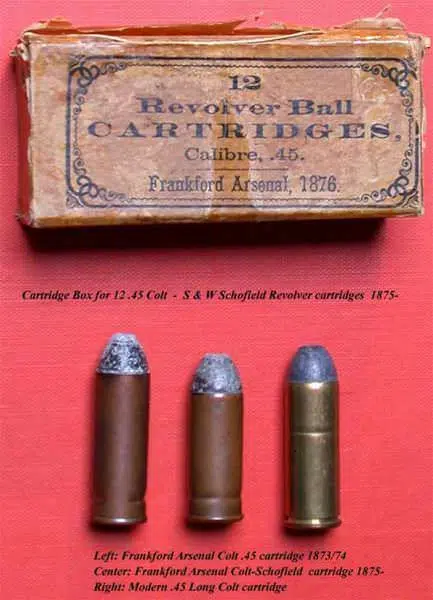 12
Revolver Ball
CARTRIDGES,
Calibre, .45.
Frankford Arsenal, 1876.
Cartridge Box for 12 .45 Colt - S & W Schofield Revolver cartridges 1875-
Left: Frankford Arsenal Colt .45 cartridge 1873/74
Center: Frankford Arsenal Colt-Schofield cartridge 1875-
Right: Modern .45 Long Colt cartridge